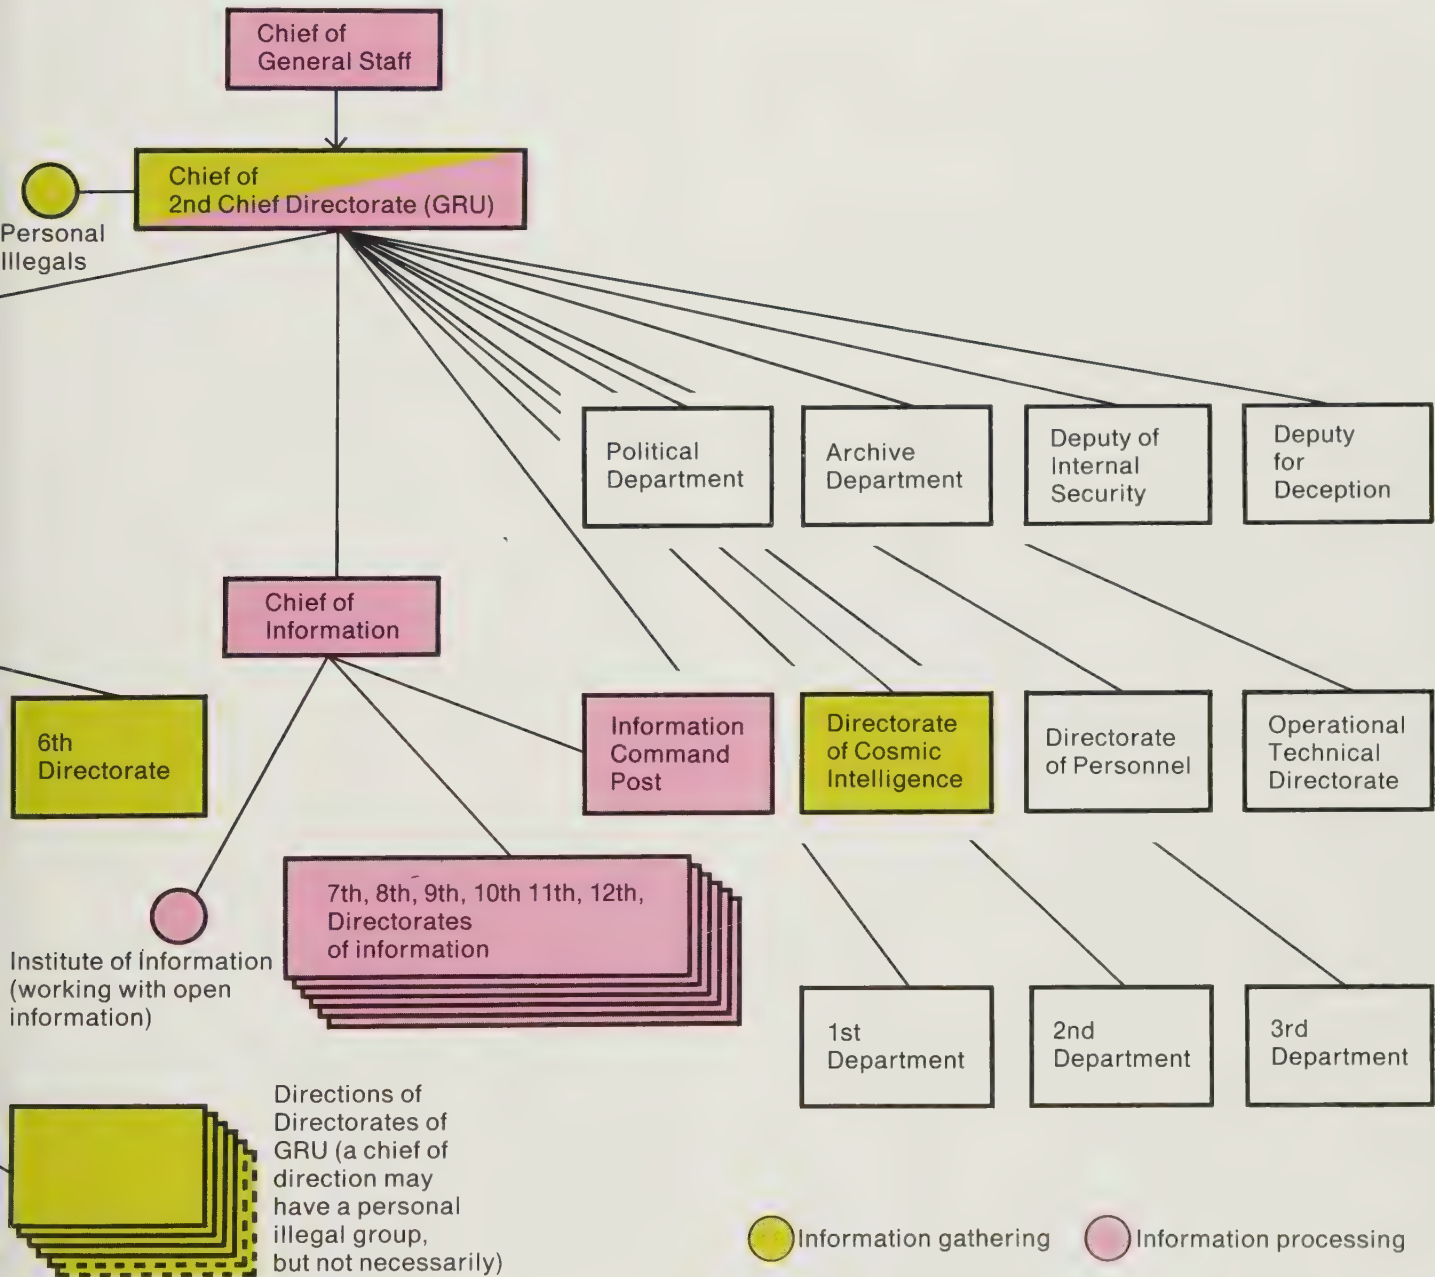 Chief of
General Staff
Chief of
2nd Chief Directorate (GRU)
Personal
Illegals
Political
Department
Archive
Department
Deputy of
Internal
Security
Deputy
for
Deception
Chief of
Information
6th
Directorate
Information
Command
Post
Directorate
of Cosmic
Intelligence
Directorate
of Personnel
Operational
Technical
Directorate
Institute of Information
(working with open
information)
7th, 8th, 9th, 10th 11th, 12th,
Directorates
of information
1st
Department
2nd
Department
3rd
Department
Directions of
Directorates of
GRU (a chief of
direction may
have a personal
illegal group,
but not necessarily)
Information gathering
Information processing